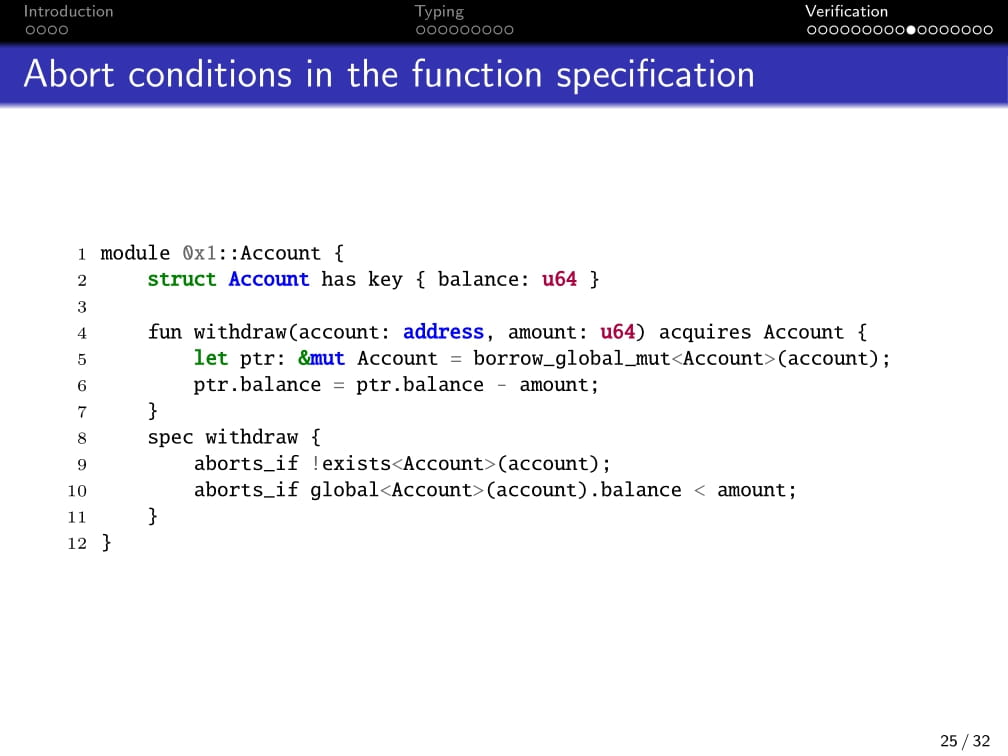 Introduction
Typing
Verification
Abort conditions in the function specification
1 module 0x1::Account {
2     struct Account has key { balance: u64 }
3
4     fun withdraw(account: address, amount: u64) acquires Account {
5         let ptr: &mut Account = borrow_global_mut<Account>(account);
6         ptr.balance = ptr.balance - amount;
7     }
8     spec withdraw {
9         aborts_if !exists<Account>(account);
10         aborts_if global<Account>(account).balance < amount;
11     }
12 }
25 / 32